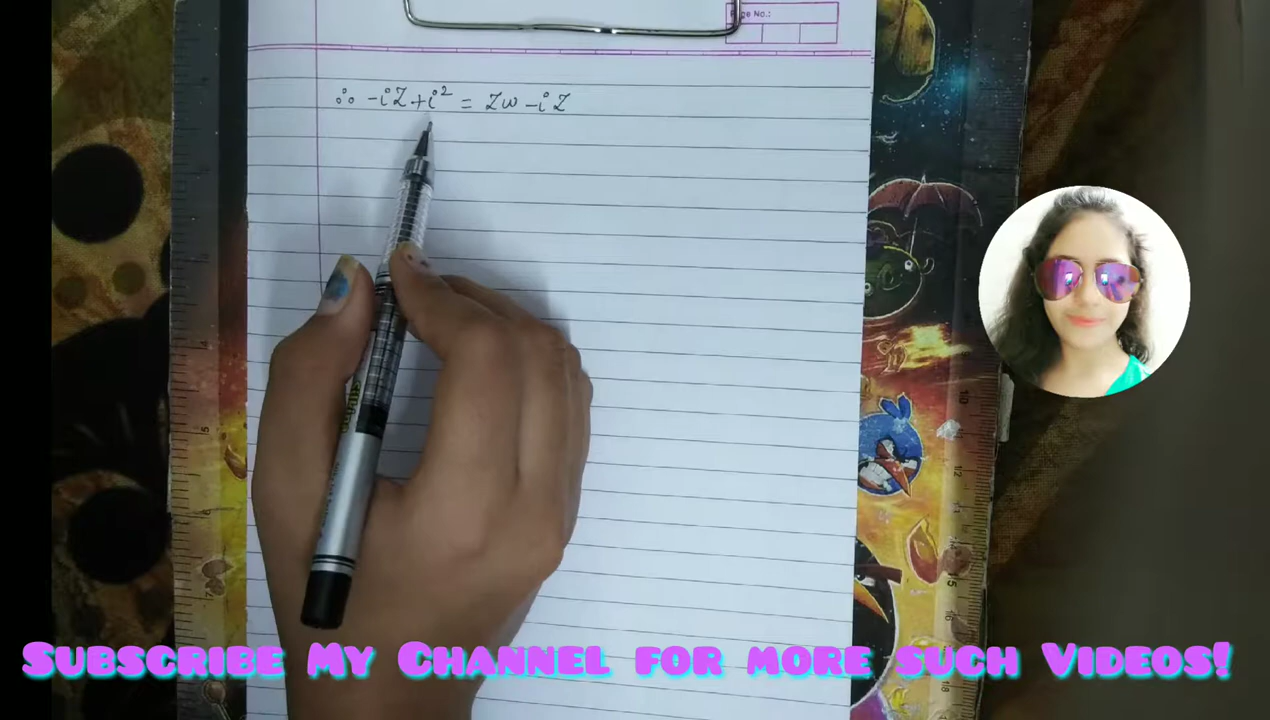 Page No.:
∴ -iz + i² = zw - iz
SUBSCRIBE MY CHANNEL FOR MORE SUCH VIDEOS!